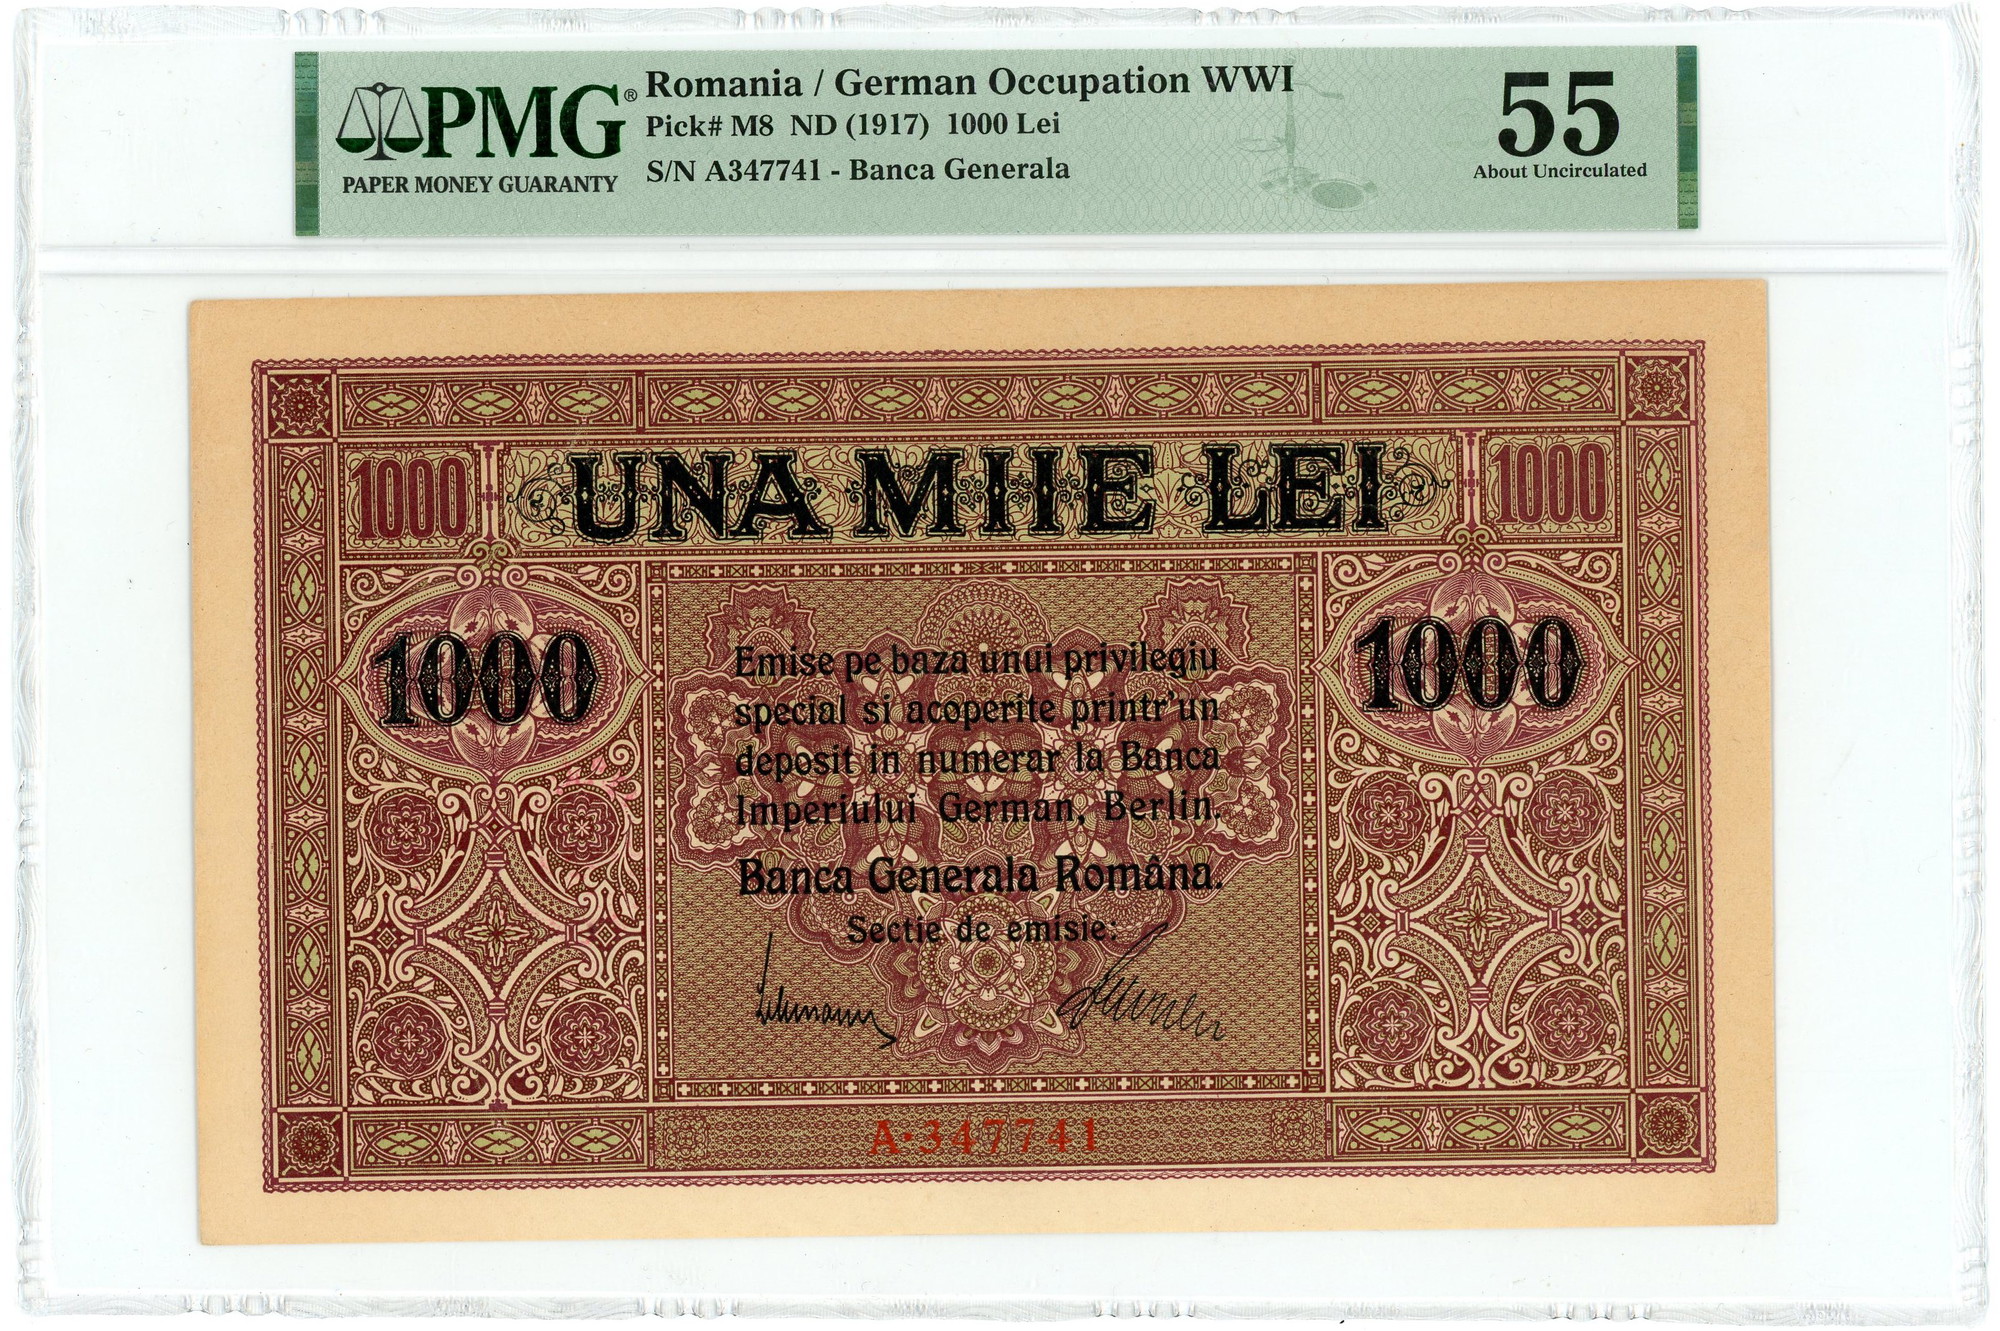 PMG®
PAPER MONEY GUARANTY
Romania / German Occupation WWI
Pick# M8 ND (1917) 1000 Lei
S/N A347741 - Banca Generala
55
About Uncirculated
1000 UNA MIIE LEI 1000
1000 1000
Emise pe baza unui privilegiu
special si acoperite printr'un
deposit in numerar la Banca
Imperiului German, Berlin.
Banca Generala Româna.
Sectie de emisie:
A·347741